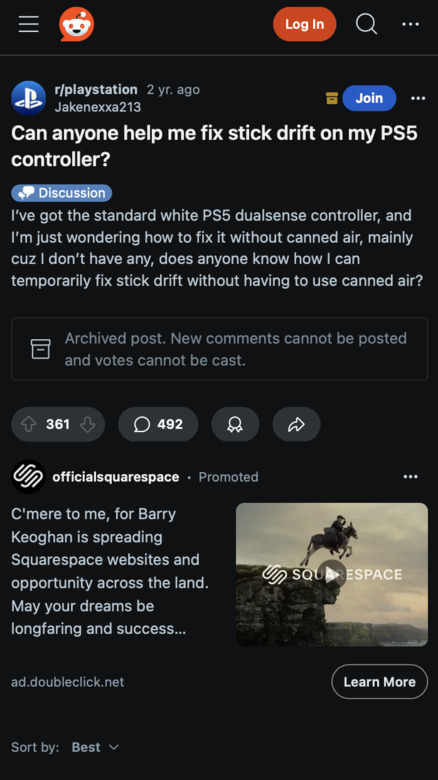 Log In
r/playstation 2 yr. ago
Jakenexxa213
Join
Can anyone help me fix stick drift on my PS5
controller?
Discussion
I've got the standard white PS5 dualsense controller, and
I'm just wondering how to fix it without canned air, mainly
cuz I don't have any, does anyone know how I can
temporarily fix stick drift without having to use canned air?
Archived post. New comments cannot be posted
and votes cannot be cast.
361
492
officialsquarespace • Promoted
C'mere to me, for Barry
Keoghan is spreading
Squarespace websites and
opportunity across the land.
May your dreams be
longfaring and success...
SQUARESPACE
ad.doubleclick.net
Learn More
Sort by: Best